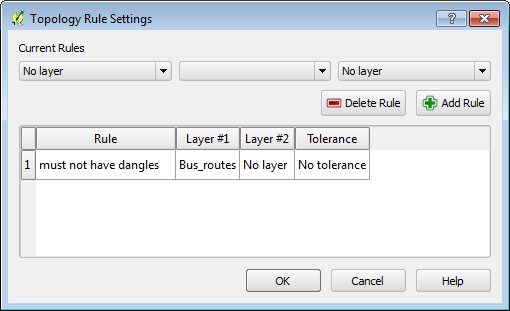 Topology Rule Settings
Current Rules
No layer No layer
Delete Rule Add Rule
Rule Layer #1 Layer #2 Tolerance
1 must not have dangles Bus_routes No layer No tolerance
OK Cancel Help